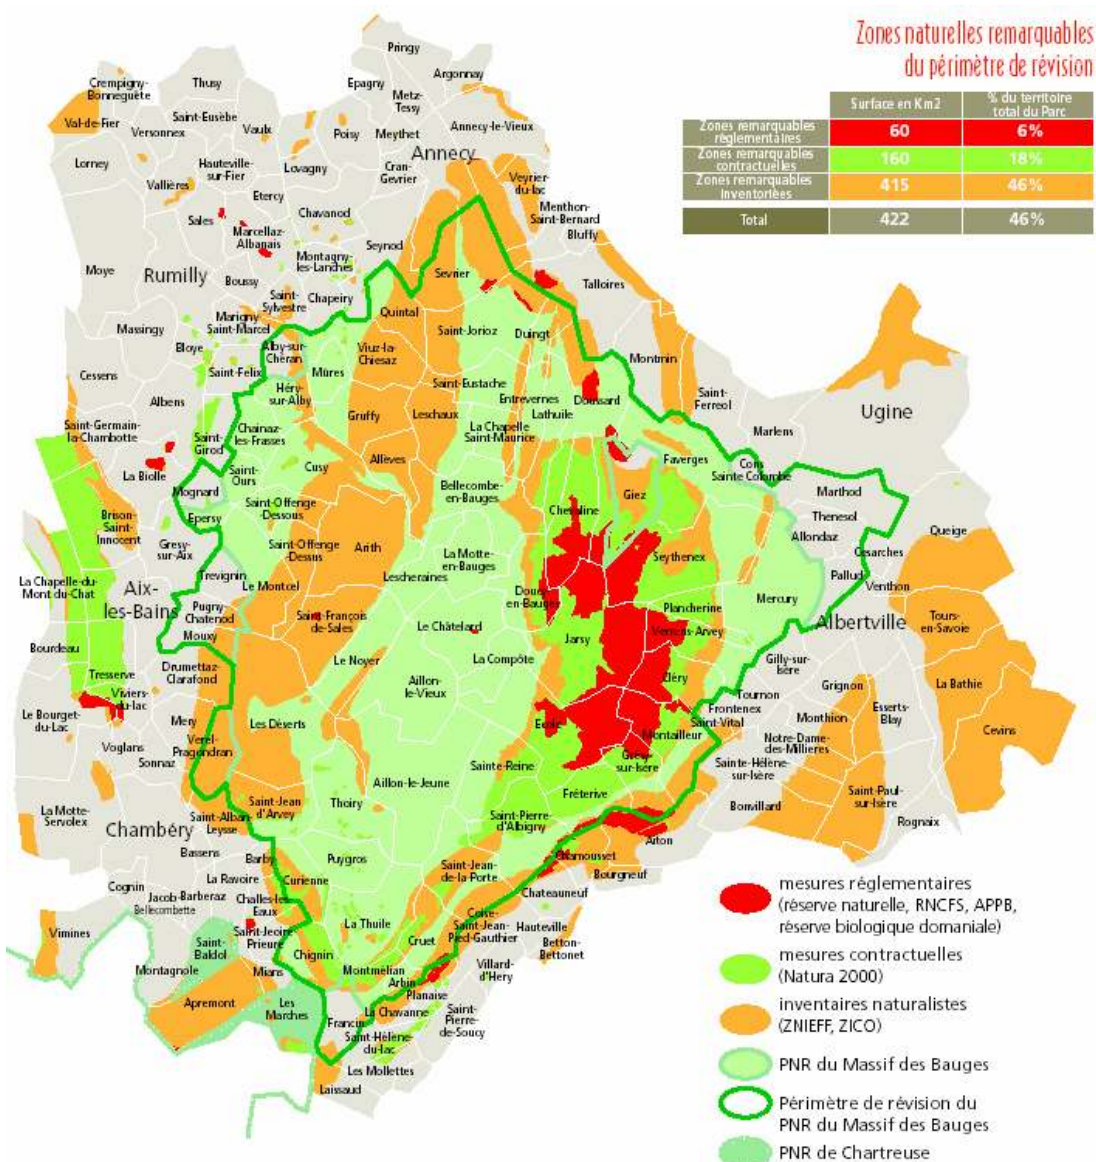 Zones naturelles remarquables
du périmètre de révision
Surface en Km2
% du territoire
total du Parc
Zones remarquables
règlementaires
60
6%
Zones remarquables
contractuelles
160
18%
Zones remarquables
Inventoriées
415
46%
Total
422
46%
Pringy
Argonnay
Epagny
Metz-
Tessy
Crempigny-
Bonneguète
Thusy
Saint-Eusèbe
Val-de-Fier
Versonnex
Vaulx
Poisy
Meythet
Annecy-le-Vieux
Annecy
Lorney
Hauteville-
sur-Fier
Lovagny
Cran-
Gevrier
Veyrier-
du-lac
Vallières
Etercy
Menthon-
Saint-Bernard
Sales
Chavanod
Bluffy
Marcellaz-
Albanais
Seynod
Montagny-
les-Lanches
Moye
Rumilly
Sevrier
Talloires
Boussy
Saint-
Sylvestre
Chapeiry
Quintal
Marigny
Saint-Marcel
Massingy
Saint-Jorioz
Duingt
Bloye
Alby-sur-
Chéran
Viuz-la-
Chiesaz
Montmin
Cessens
Saint-Felix
Mûres
Saint-Eustache
Saint-
Ferreol
Albens
Héry-
sur-Alby
Entrevernes
Doussard
Ugine
Gruffy
Leschaux
Lathuile
Saint-Germain-
la-Chambotte
Chainaz-
les-Frasses
La Chapelle
Saint-Maurice
Marlens
Saint-
Girod
Allèves
Faverges
Cons
Sainte Colombe
La Biolle
Saint-
Ours
Cusy
Bellecombe-
en-Bauges
Mognard
Giez
Marthod
Saint-Offenge
-Dessous
Chevaline
Thenesol
Brison-
Saint-
Innocent
Epersy
Queige
Allondaz
Gresy-
sur-Aix
Saint-Offenge
-Dessus
Arith
La Motte-
en-Bauges
Seythenex
Cesarches
La Chapelle-du-
Mont du-Chat
Trevignin
Le Montcel
Lescheraines
Pallud
Venthon
Aix-
les-Bains
Doucy-
en-Bauges
Plancherine
Mercury
Pugny-
Chatenod
Saint-François
de-Sales
Le Châtelard
Albertville
Tours-
en-Savoie
Mouxy
Jarsy
Verrens-Arvey
Bourdeau
Le Noyer
La Compôte
Drumettaz-
Clarafond
Gilly-sur-
Isère
Tresserve
Aillon-
le-Vieux
Cléry
La Bathie
Viviers-
du-lac
Tournon
Grignon
Le Bourget-
du-Lac
Les Déserts
Ecole
Frontenex
Saint-Vital
Esserts-
Blay
Mery
Monthion
Cevins
Verel-
Pragondran
Montailleur
Notre-Dame-
des-Millieres
Voglans
Sonnaz
Sainte-Reine
Grésy-
sur-Isère
Sainte-Hélène-
sur-Isère
Aillon-le-Jeune
Fréterive
Saint-Paul-
sur-Isère
La Motte-
Servolex
Saint-Jean
d'Arvey
Thoiry
Bonvillard
Chambéry
Saint-Alban-
Leysse
Saint-Pierre-
d'Albigny
Rognaix
Aiton
Bassens
Barby
Puygros
Saint-Jean-
de-la-Porte
Chamousset
Bourgneuf
Cognin
La Ravoire
Curienne
Jacob-
Bellecombette
Barberaz
Challes-les-
Eaux
Chateauneuf
La Thuile
Coise-
Saint-Jean-
Pied-Gauthier
Hauteville
Vimines
Saint-
Baldol
Saint-Jeoire-
Prieuré
Cruet
Betton-
Bettonet
Montagnole
Chignin
Montmélian
Villard-
d'Hery
Mians
Arbin
Apremont
Les
Marches
Planaise
La Chavanne
Saint-
Pierre-
de-Soucy
Francin
Saint-Hélène-
du-lac
Les Mollettes
Laissaud
mesures réglementaires
(réserve naturelle, RNCFS, APPB,
réserve biologique domaniale)
mesures contractuelles
(Natura 2000)
inventaires naturalistes
(ZNIEFF, ZICO)
PNR du Massif des Bauges
Périmètre de révision du
PNR du Massif des Bauges
PNR de Chartreuse